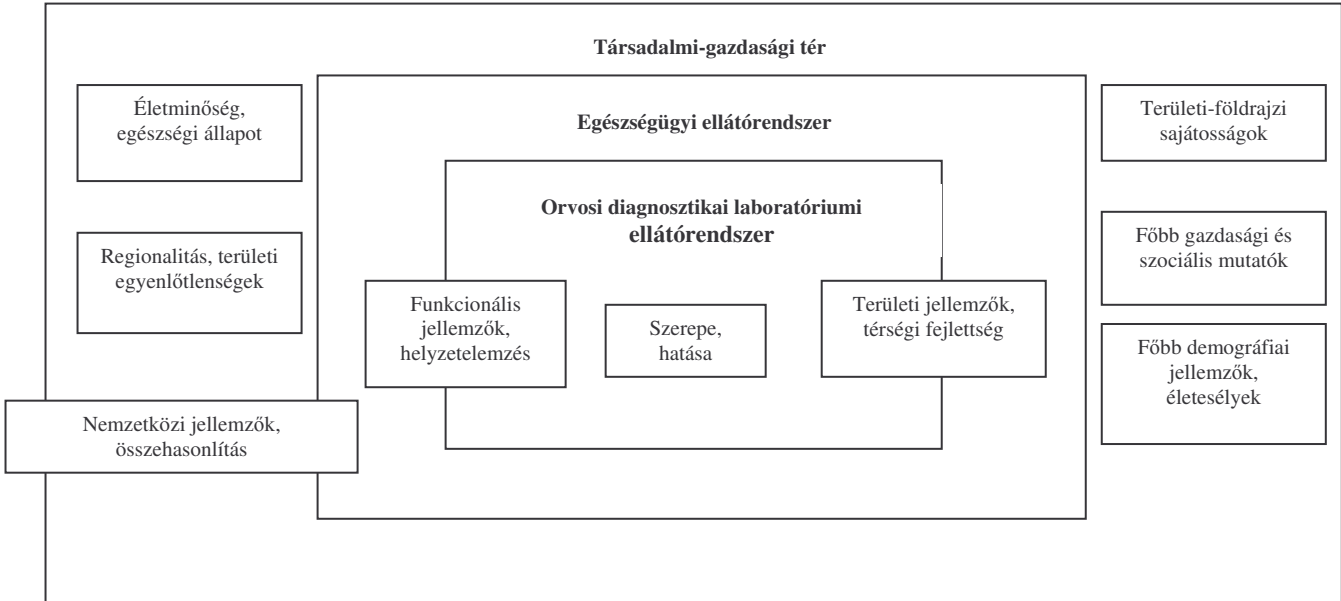 Társadalmi-gazdasági tér
Életminőség,
egészségi állapot
Egészségügyi ellátórendszer
Területi-földrajzi
sajátosságok
Orvosi diagnosztikai laboratóriumi
ellátórendszer
Regionalitás, területi
egyenlőtlenségek
Főbb gazdasági és
szociális mutatók
Funkcionális
jellemzők,
helyzetelemzés
Szerepe,
hatása
Területi jellemzők,
térségi fejlettség
Főbb demográfiai
jellemzők,
életesélyek
Nemzetközi jellemzők,
összehasonlítás